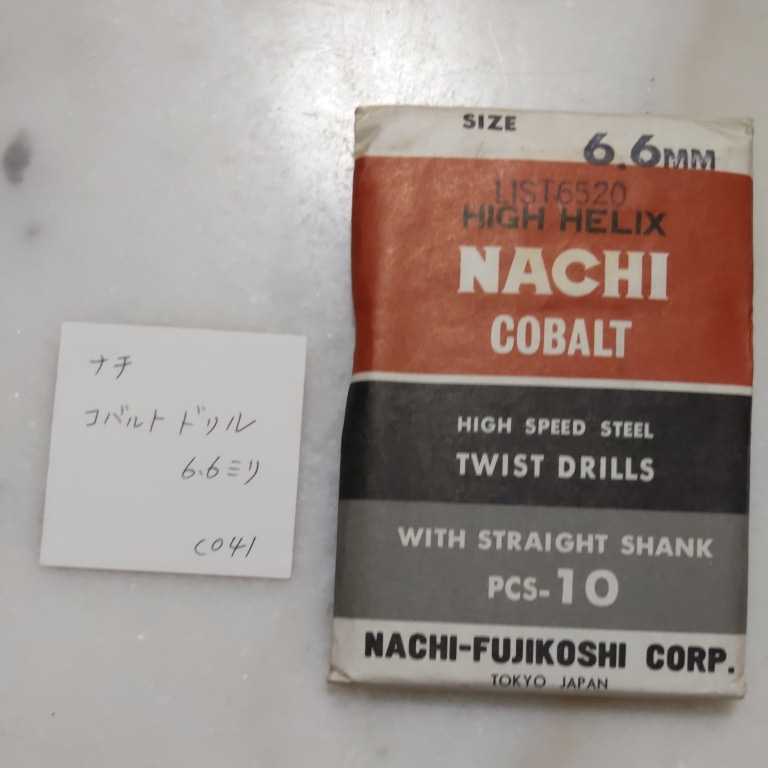 ナチ
コバルトドリル
6.6ミリ
C041
SIZE
6.6MM
LIST6520
HIGH HELIX
NACHI
COBALT
HIGH SPEED STEEL
TWIST DRILLS
WITH STRAIGHT SHANK
PCS-10
NACHI-FUJIKOSHI CORP.
TOKYO JAPAN